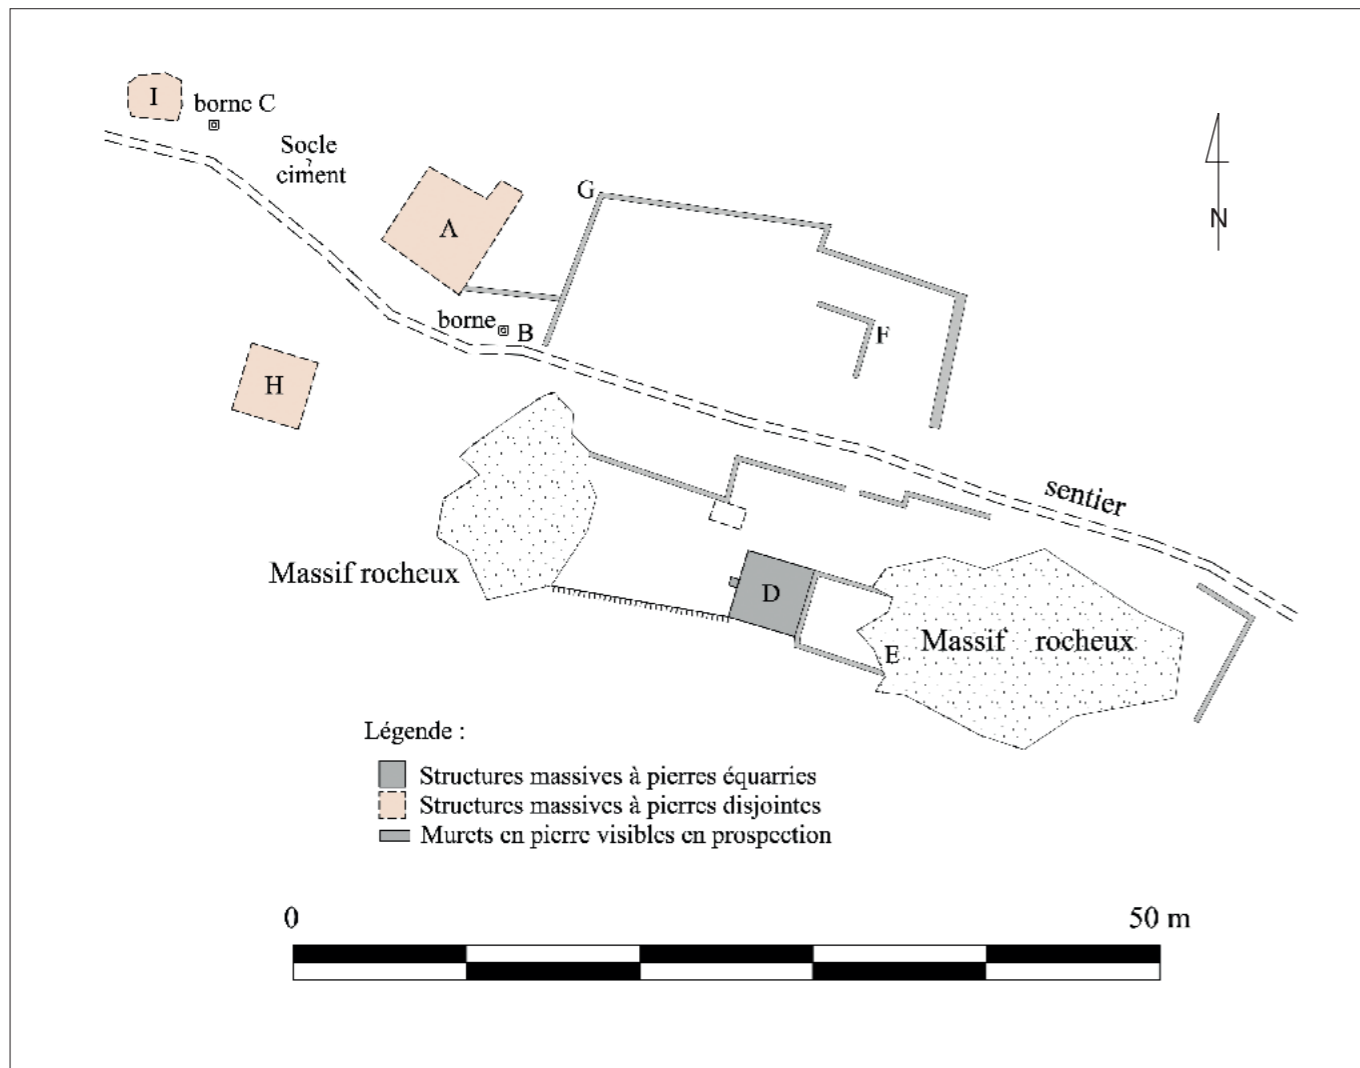 I
borne C
Socle
ciment
A
G
N
borne
B
F
H
sentier
Massif rocheux
D
E
Massif rocheux
Légende :
Structures massives à pierres équarries
Structures massives à pierres disjointes
Murets en pierre visibles en prospection
0
50 m